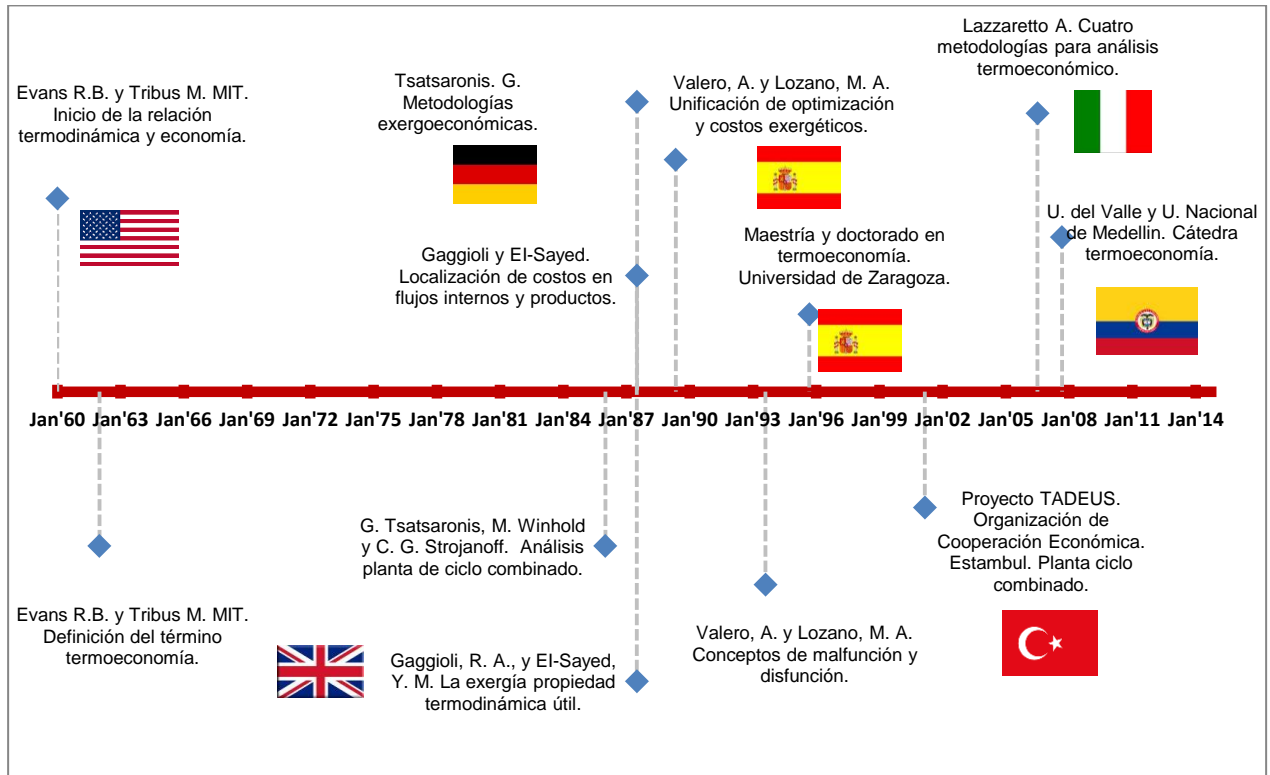 Evans R.B. y Tribus M. MIT.
Inicio de la relación
termodinámica y economía.
Tsatsaronis. G.
Metodologías
exergoeconómicas.
Gaggioli y EI-Sayed.
Localización de costos en
flujos internos y productos.
Valero, A. y Lozano, M. A.
Unificación de optimización
y costos exergéticos.
Maestría y doctorado en
termoeconomía.
Universidad de Zaragoza.
Lazzaretto A. Cuatro
metodologías para análisis
termoeconómico.
U. del Valle y U. Nacional
de Medellin. Cátedra
termoeconomía.
Jan'60 Jan'63 Jan'66 Jan'69 Jan'72 Jan'75 Jan'78 Jan'81 Jan'84 Jan'87 Jan'90 Jan'93 Jan'96 Jan'99 Jan'02 Jan'05 Jan'08 Jan'11 Jan'14
Evans R.B. y Tribus M. MIT.
Definición del término
termoeconomía.
G. Tsatsaronis, M. Winhold
y C. G. Strojanoff. Análisis
planta de ciclo combinado.
Gaggioli, R. A., y EI-Sayed,
Y. M. La exergía propiedad
termodinámica útil.
Valero, A. y Lozano, M. A.
Conceptos de malfunción y
disfunción.
Proyecto TADEUS.
Organización de
Cooperación Económica.
Estambul. Planta ciclo
combinado.